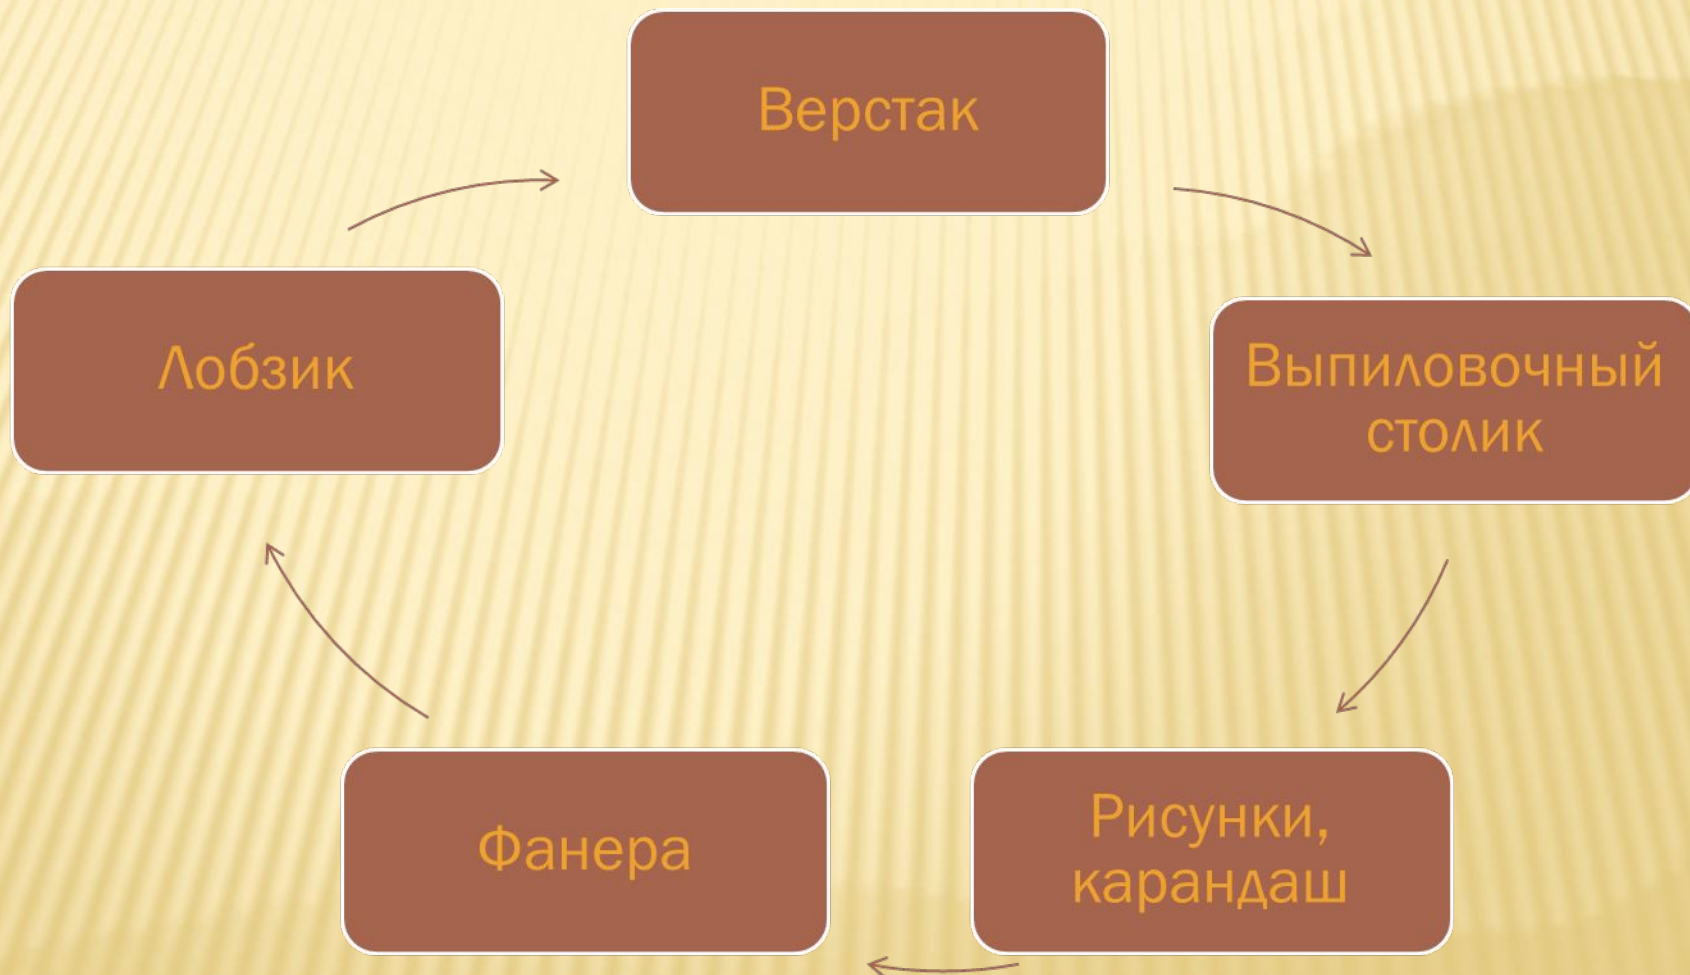 Верстак
Лобзик
Выпиловочный
столик
Фанера
Рисунки,
карандаш